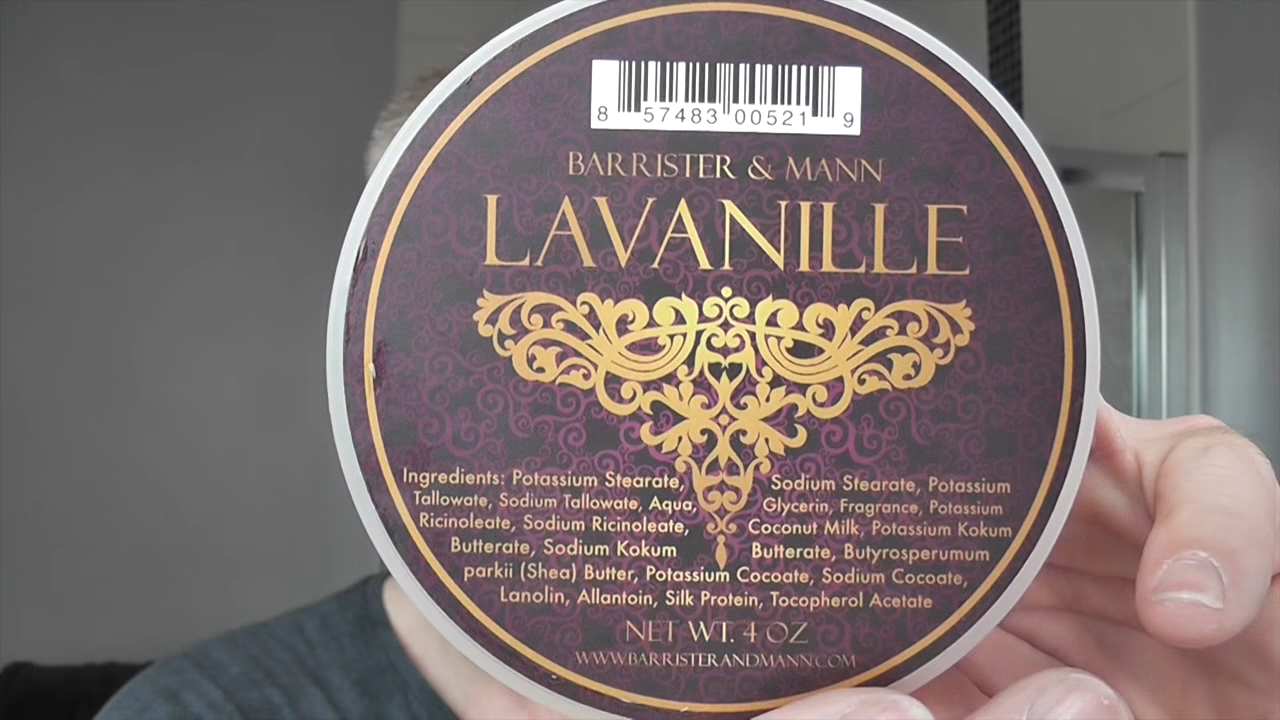 8 57483 00521 9
BARRISTER & MANN
LAVANILLE
Ingredients: Potassium Stearate, Sodium Stearate, Potassium
Tallowate, Sodium Tallowate, Aqua, Glycerin, Fragrance, Potassium
Ricinoleate, Sodium Ricinoleate, Coconut Milk, Potassium Kokum
Butterate, Sodium Kokum Butterate, Butyrosperumum
parkii (Shea) Butter, Potassium Cocoate, Sodium Cocoate,
Lanolin, Allantoin, Silk Protein, Tocopherol Acetate
NET WT. 4 OZ
WWW.BARRISTERANDMANN.COM